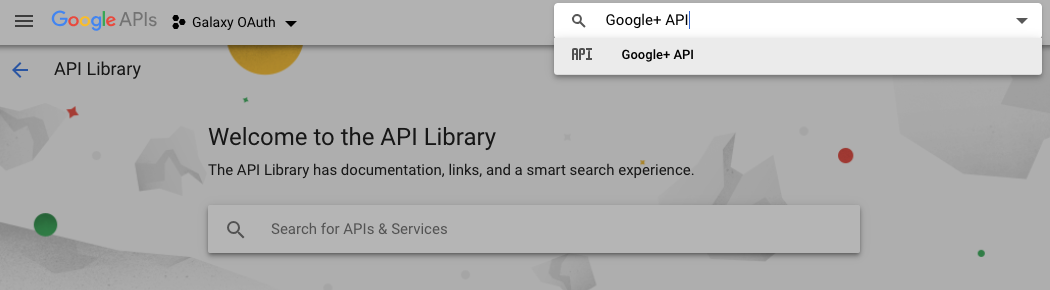 Google APIs Galaxy OAuth Google+ API
API Google+ API
API Library
Welcome to the API Library
The API Library has documentation, links, and a smart search experience.
Search for APIs & Services